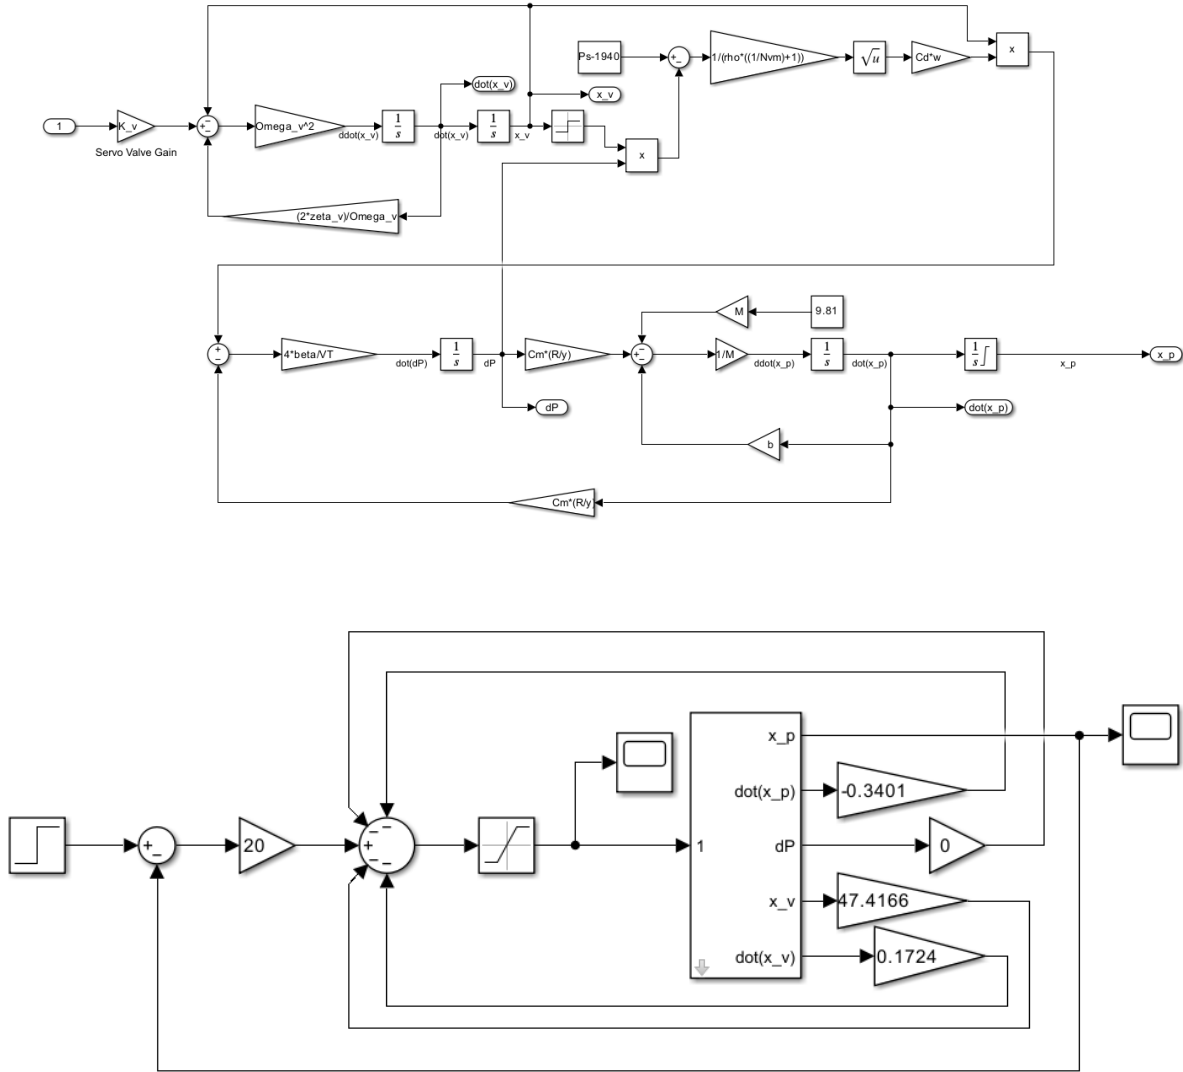 Ps-1940
+
−
1/(rho*((1/Nvm)+1))
√u
Cd*w
x
dot(x_v)
x_v
1
K_v
+
−
−
Omega_v^2
ddot(x_v)
1
s
dot(x_v)
1
s
x_v
x
Servo Valve Gain
(2*zeta_v)/Omega_v
M
9.81
+
−
4*beta/VT
dot(dP)
1
s
dP
Cm*(R/y)
+
−
−
1/M
ddot(x_p)
1
s
dot(x_p)
1
s
x_p
x_p
dP
dot(x_p)
b
Cm*(R/y)
x_p
dot(x_p)
-0.3401
+
−
20
−
−
+
−
−
1
dP
0
x_v
47.4166
dot(x_v)
0.1724